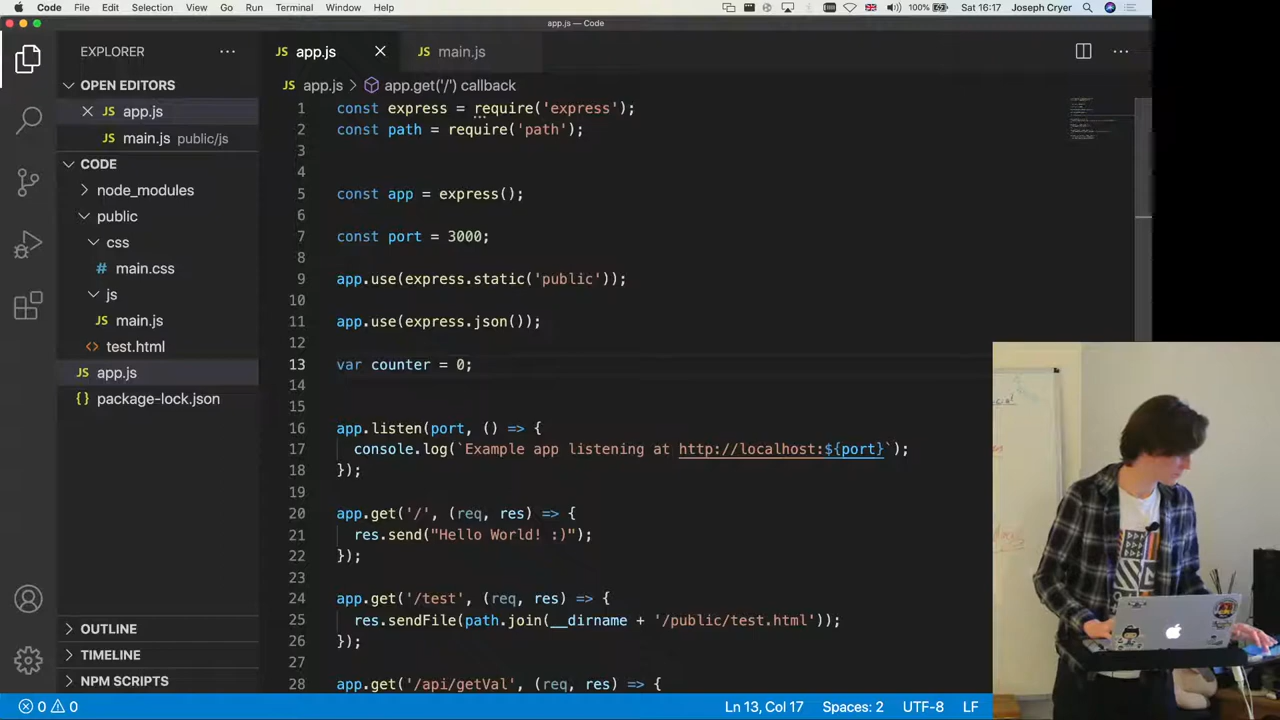 Code File Edit Selection View Go Run Terminal Window Help 100% Sat 16:17 Joseph Cryer
app.js — Code
EXPLORER
OPEN EDITORS
JS app.js
JS main.js public/js
CODE
node_modules
public
css
# main.css
js
JS main.js
<> test.html
JS app.js
{} package-lock.json
OUTLINE
TIMELINE
NPM SCRIPTS
JS app.js JS main.js
JS app.js > app.get('/') callback
1 const express = require('express');
2 const path = require('path');
3
4
5 const app = express();
6
7 const port = 3000;
8
9 app.use(express.static('public'));
10
11 app.use(express.json());
12
13 var counter = 0;
14
15
16 app.listen(port, () => {
17 console.log(`Example app listening at http://localhost:${port}`);
18 });
19
20 app.get('/', (req, res) => {
21 res.send("Hello World! :)");
22 });
23
24 app.get('/test', (req, res) => {
25 res.sendFile(path.join(__dirname + '/public/test.html'));
26 });
27
28 app.get('/api/getVal', (req, res) => {
0 0 Ln 13, Col 17 Spaces: 2 UTF-8 LF